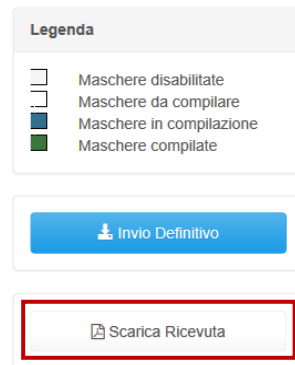 Legenda
Maschere disabilitate
Maschere da compilare
Maschere in compilazione
Maschere compilate
Invio Definitivo
Scarica Ricevuta